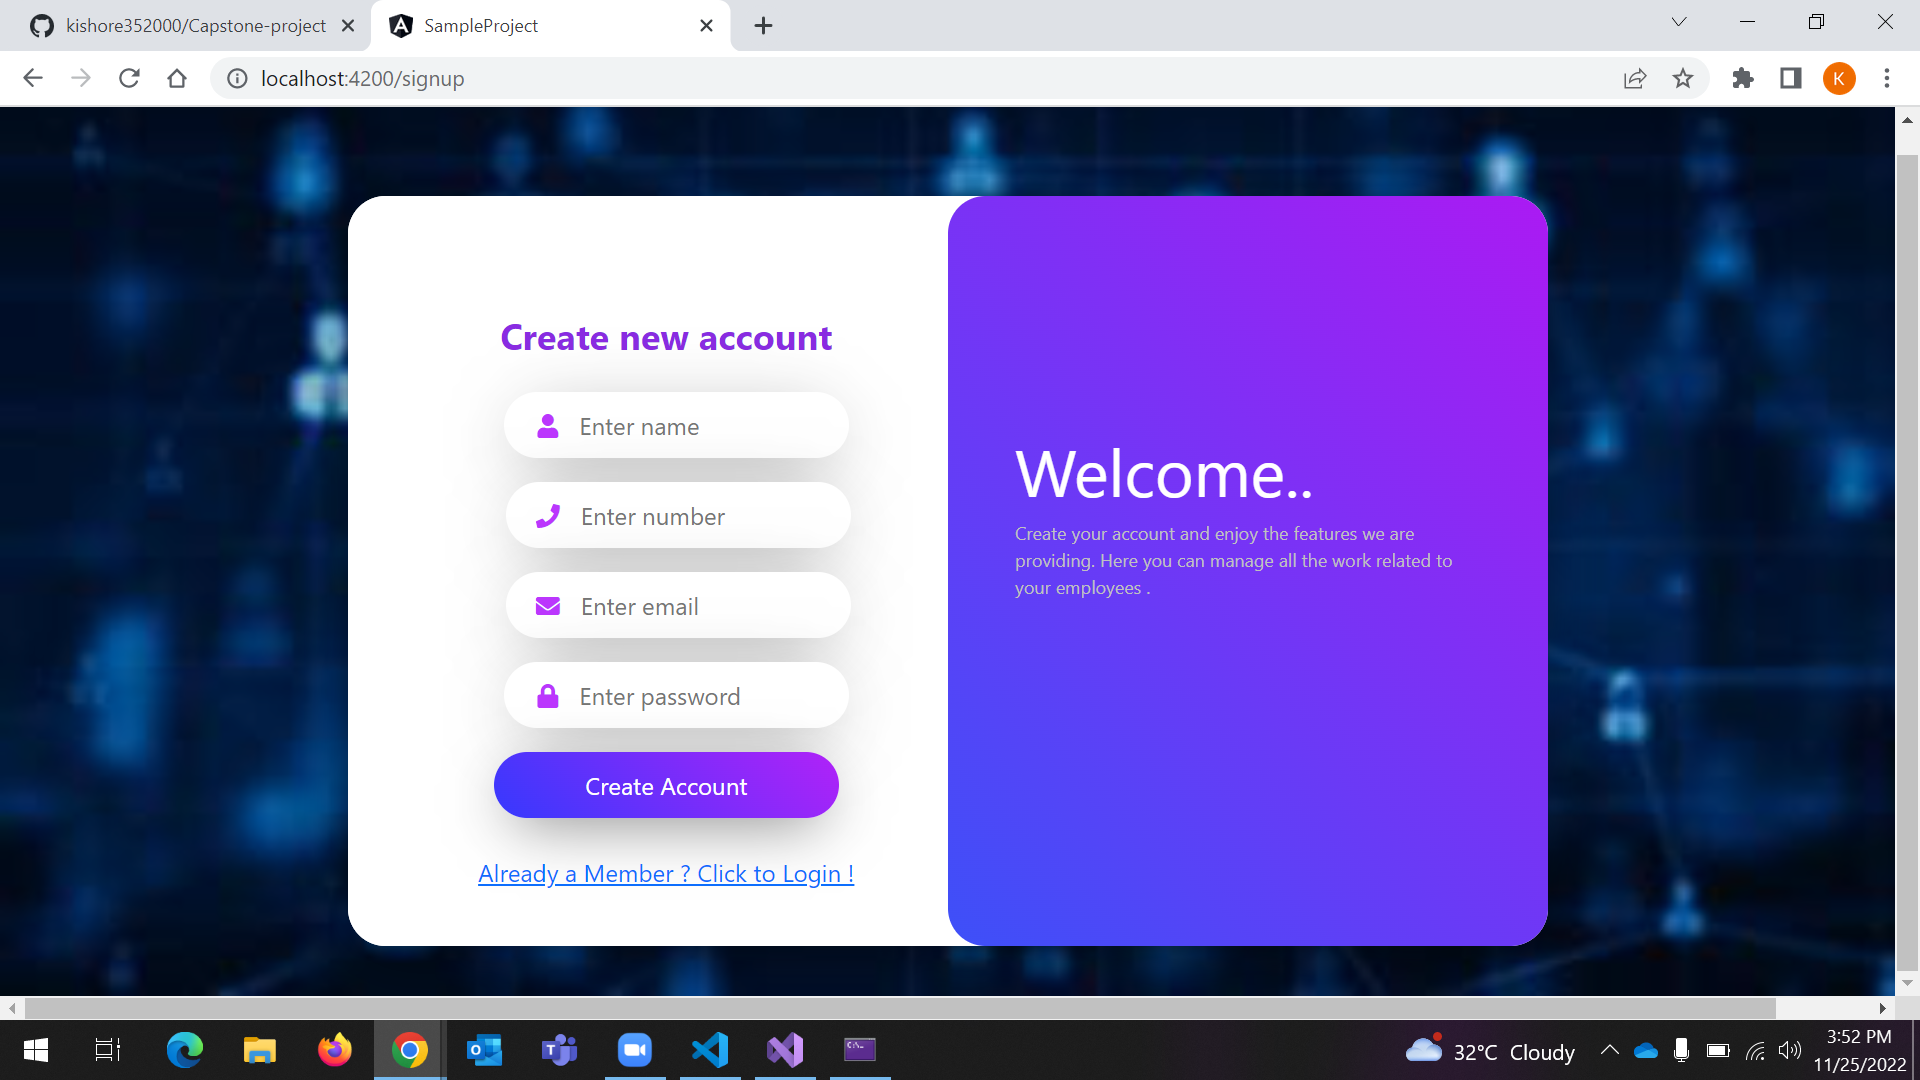 kishore352000/Capstone-project
SampleProject
localhost:4200/signup
K
Create new account
Enter name
Enter number
Enter email
Enter password
Create Account
Already a Member ? Click to Login !
Welcome..
Create your account and enjoy the features we are
providing. Here you can manage all the work related to
your employees .
32°C Cloudy
3:52 PM
11/25/2022